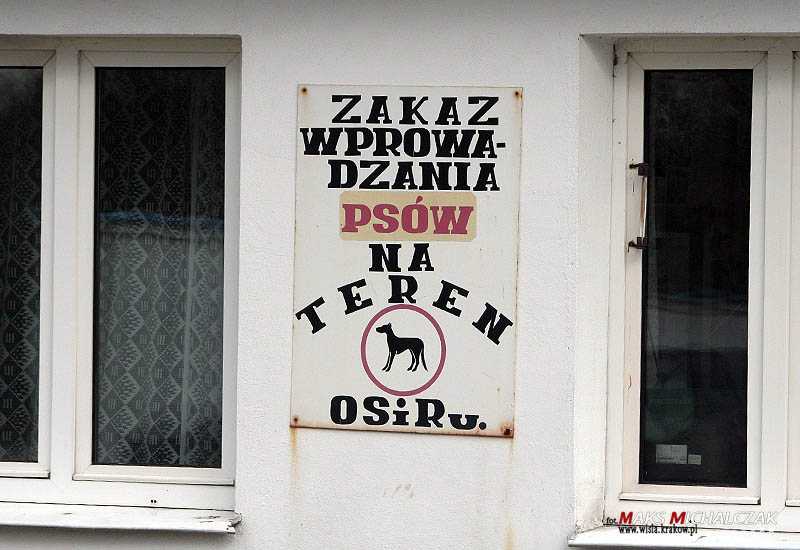 ZAKAZ
WPROWA-
DZANIA
PSÓW
NA
TEREN
OSiRu.
fot. MAKS MICHALCZAK
www.wisla.krakow.pl